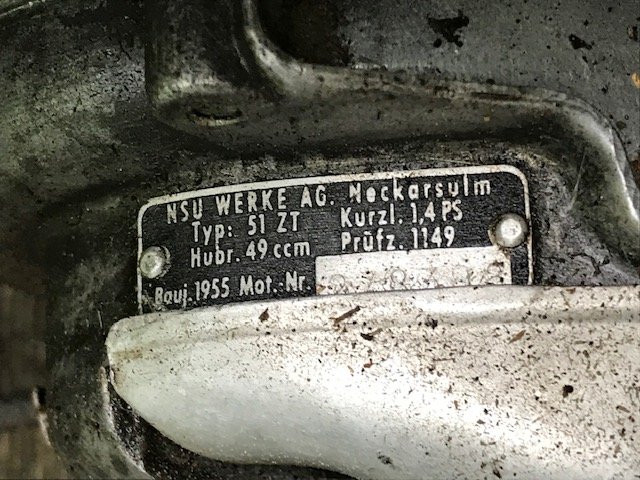 NSU WERKE AG. Neckarsulm
Typ: 51 ZT Kurzl. 1,4 PS
Hubr. 49 ccm Prüfz. 1149
Bauj. 1955 Mot.-Nr.